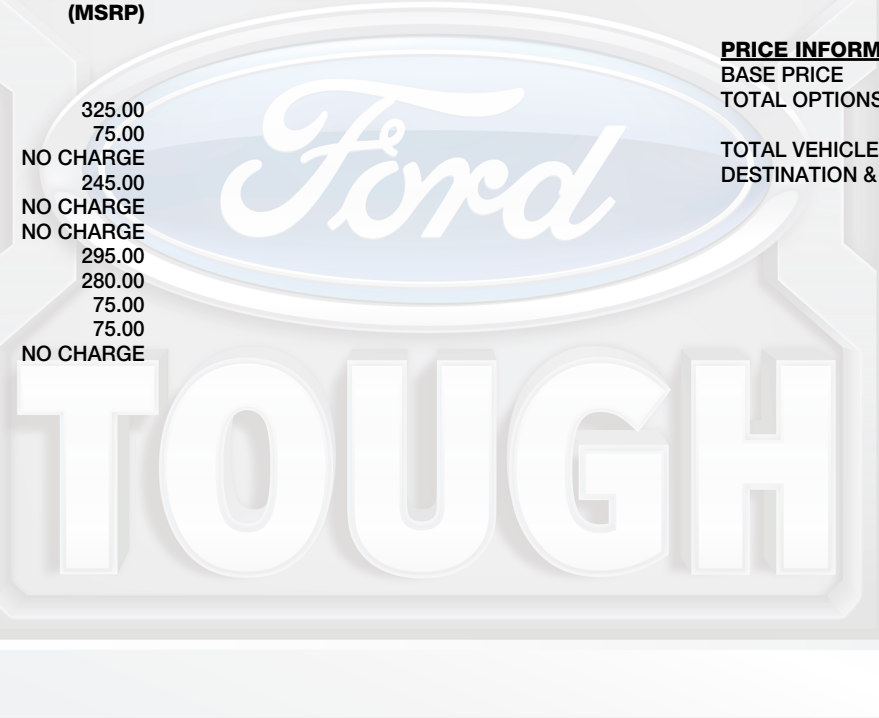 (MSRP)
325.00
75.00
NO CHARGE
245.00
NO CHARGE
NO CHARGE
295.00
280.00
75.00
75.00
NO CHARGE
PRICE INFORM
BASE PRICE
TOTAL OPTIONS
TOTAL VEHICLE
DESTINATION &
Ford
TOUGH